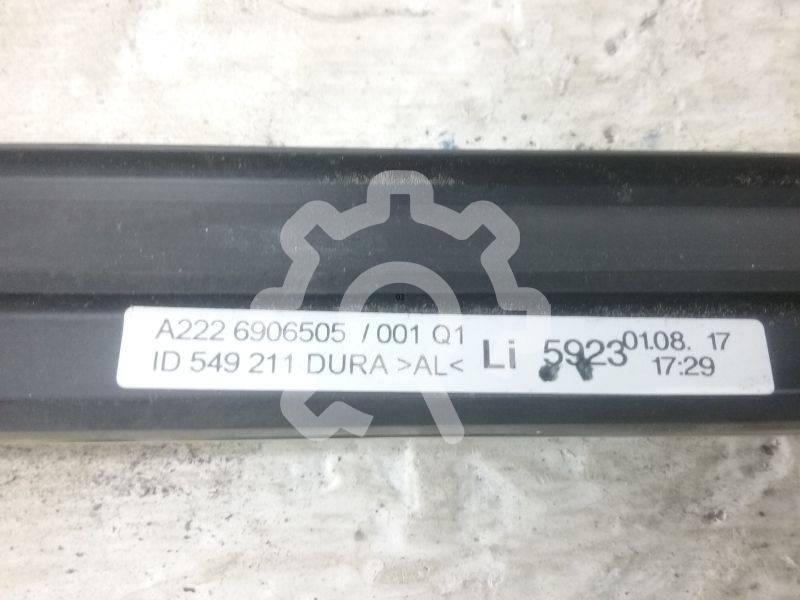 A222 6906505 / 001 Q1
ID 549 211 DURA >AL<
Li 5923
01.08. 17
17:29